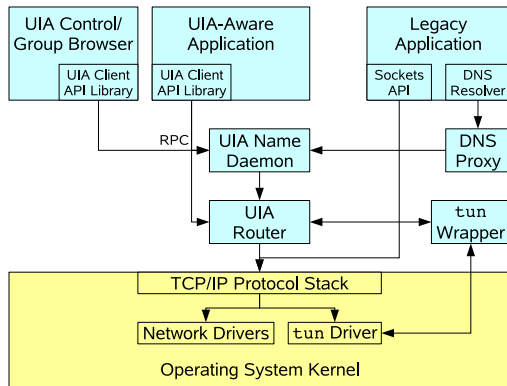 UIA Control/
Group Browser
UIA Client
API Library
UIA-Aware
Application
UIA Client
API Library
Legacy
Application
Sockets
API
DNS
Resolver
RPC
UIA Name
Daemon
DNS
Proxy
UIA
Router
tun
Wrapper
TCP/IP Protocol Stack
Network Drivers
tun Driver
Operating System Kernel